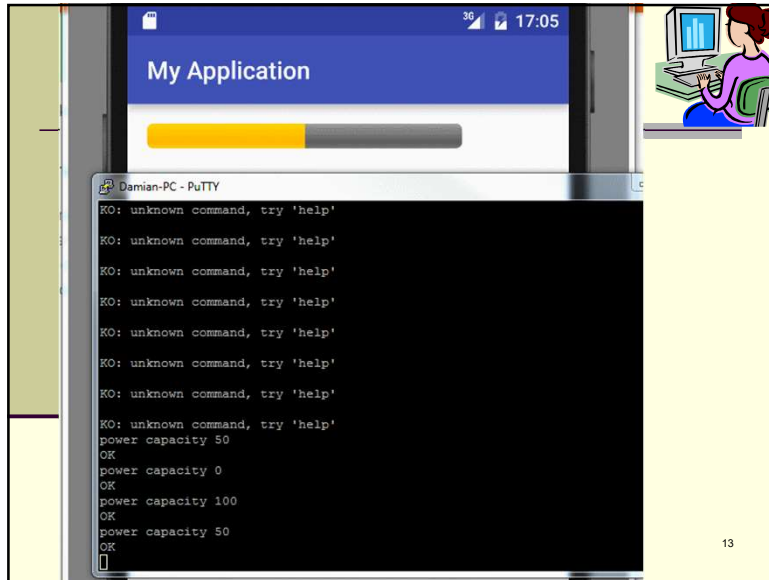 3G 17:05
My Application
Damian-PC - PuTTY
KO: unknown command, try 'help'
KO: unknown command, try 'help'
KO: unknown command, try 'help'
KO: unknown command, try 'help'
KO: unknown command, try 'help'
KO: unknown command, try 'help'
KO: unknown command, try 'help'
KO: unknown command, try 'help'
power capacity 50
OK
power capacity 0
OK
power capacity 100
OK
power capacity 50
OK
13